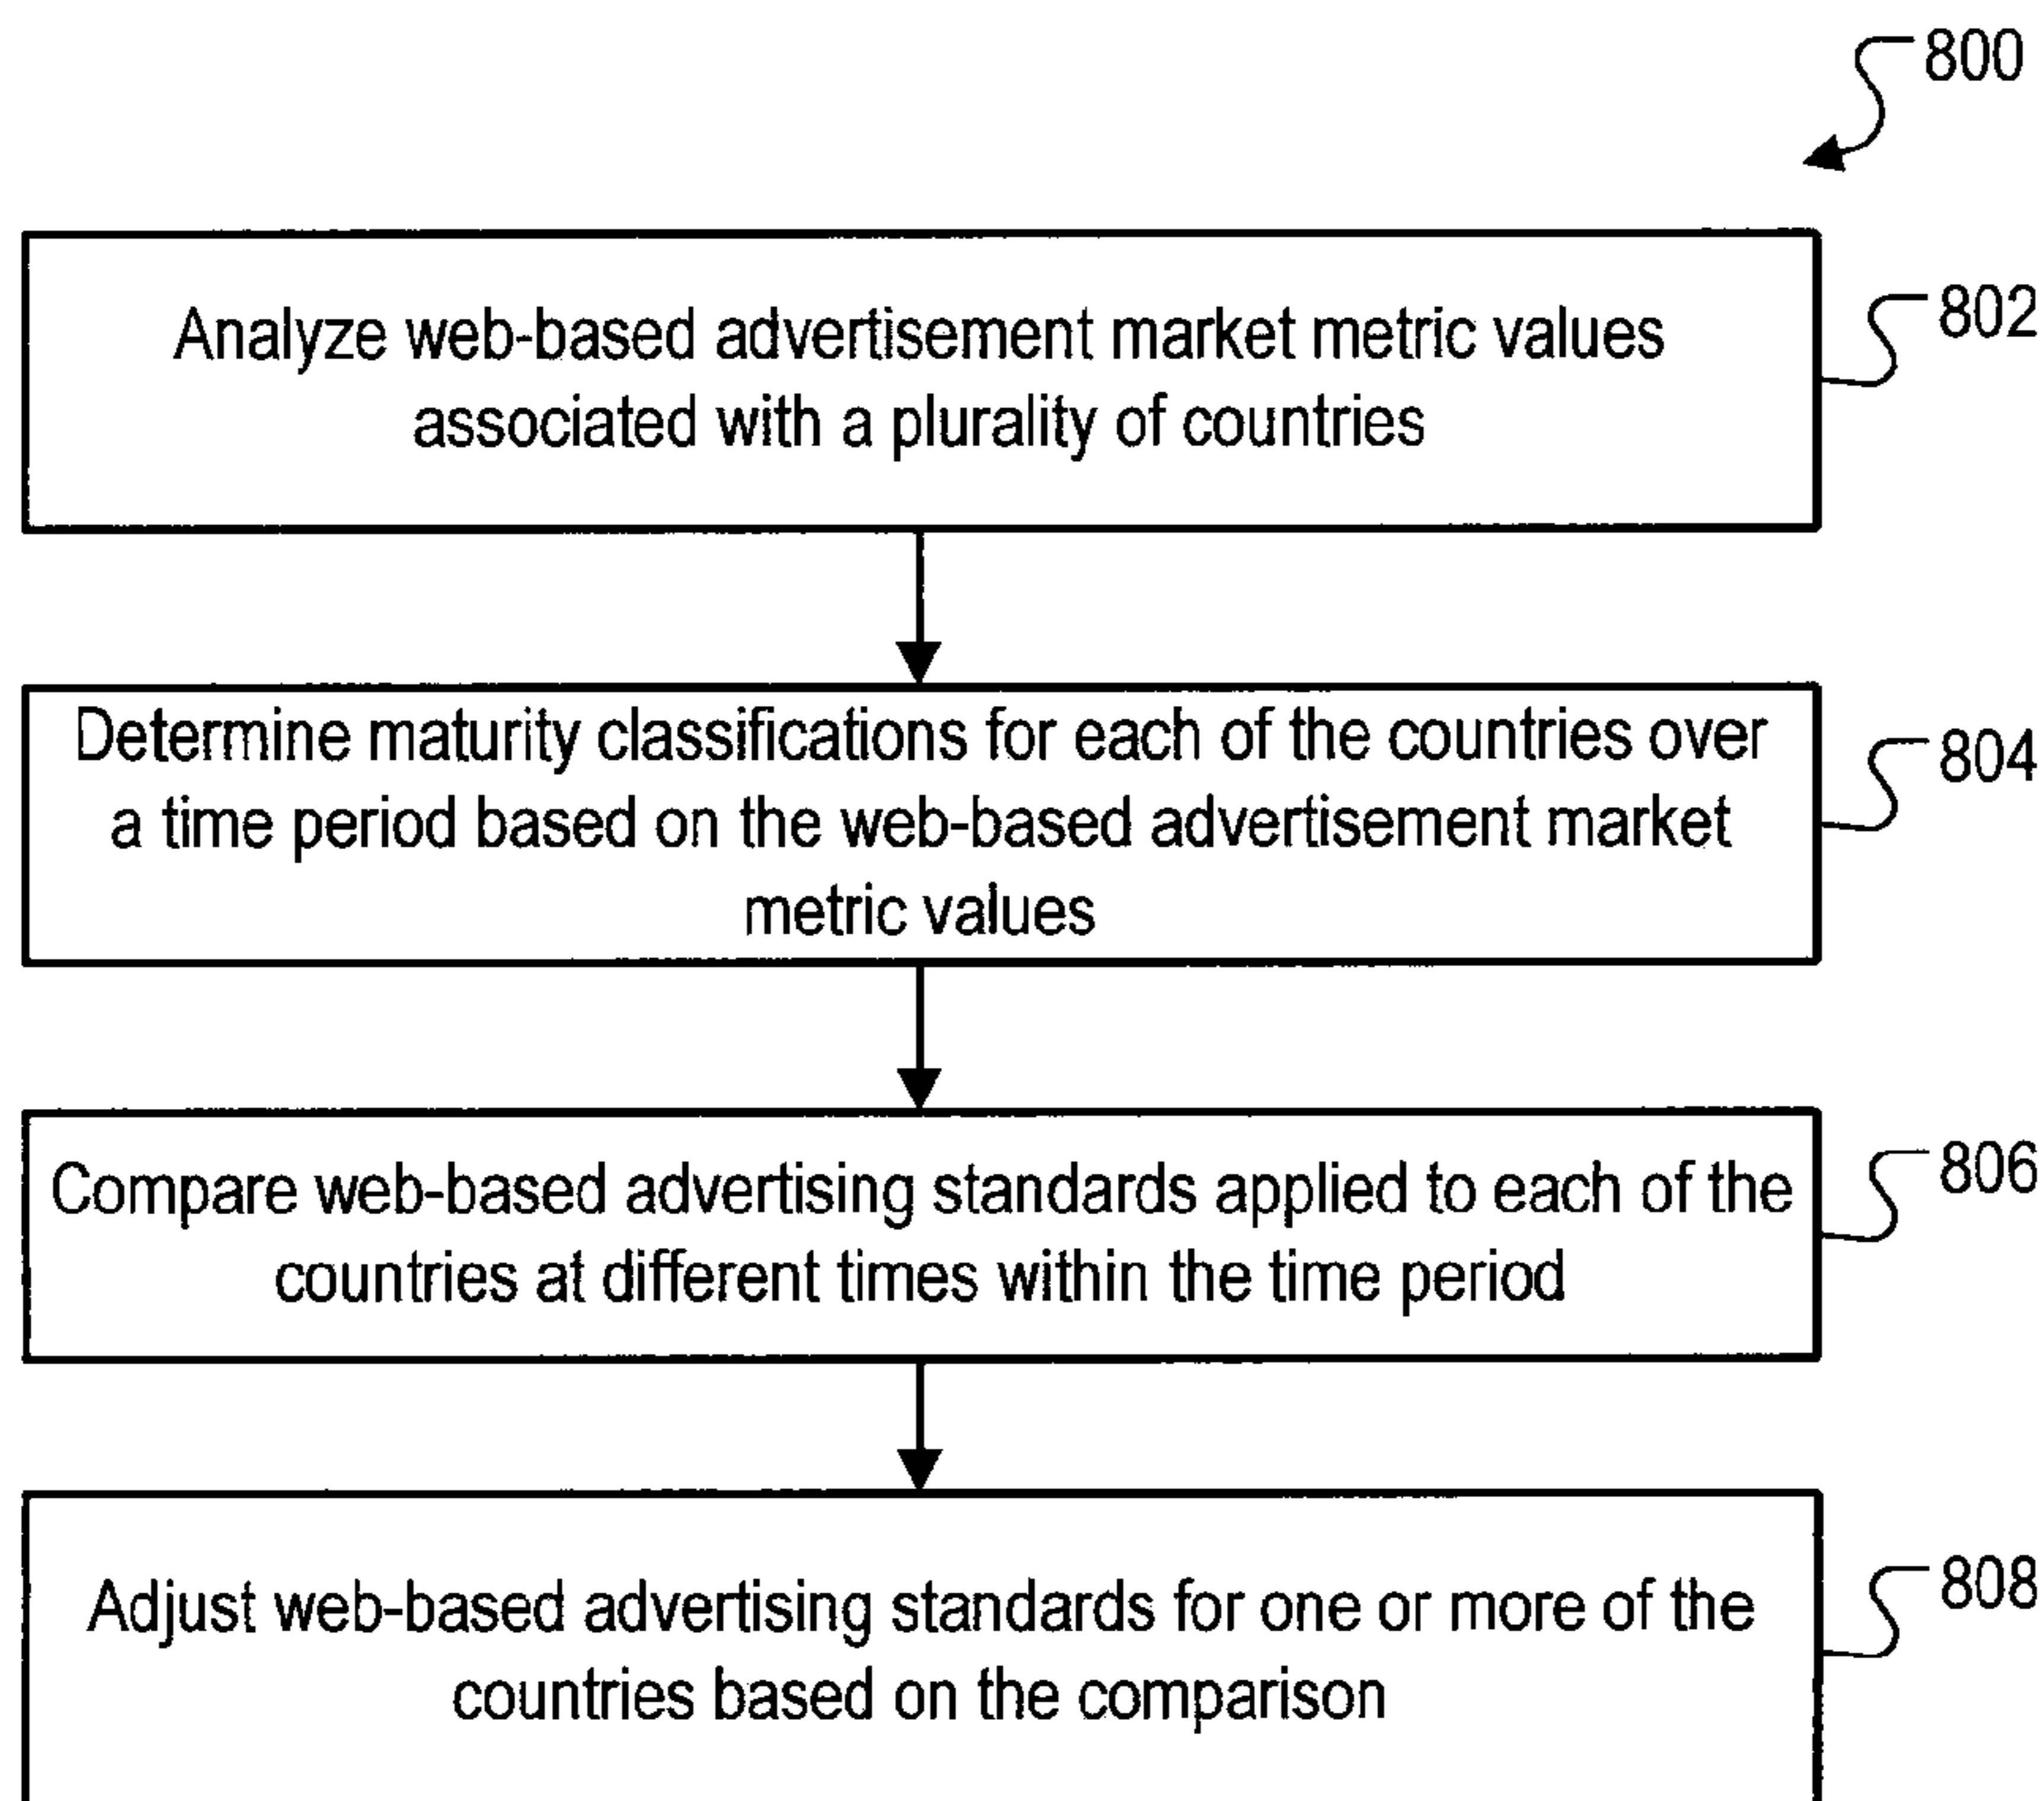 800
Analyze web-based advertisement market metric values
associated with a plurality of countries
802
Determine maturity classifications for each of the countries over
a time period based on the web-based advertisement market
metric values
804
Compare web-based advertising standards applied to each of the
countries at different times within the time period
806
Adjust web-based advertising standards for one or more of the
countries based on the comparison
808